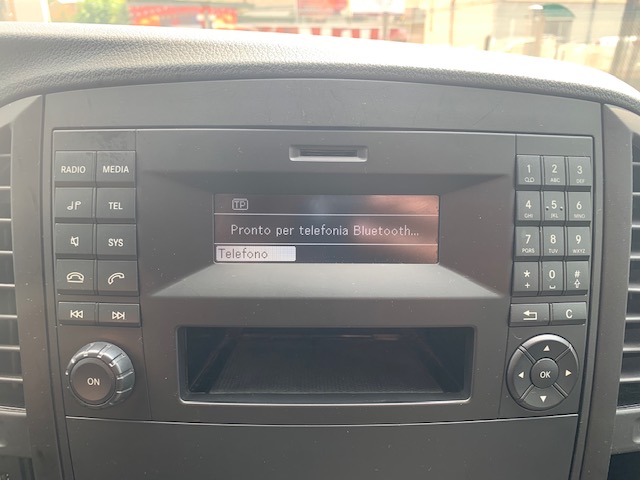 RADIO MEDIA
TEL
SYS
ON
TP
Pronto per telefonia Bluetooth...
Telefono
1 2 ABC 3 DEF
4 GHI 5 JKL 6 MNO
7 PQRS 8 TUV 9 WXYZ
* + 0 #
C
OK